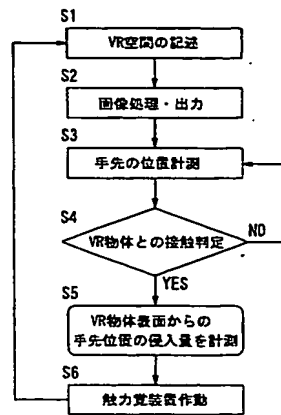 S1
VR空間の記述
S2
画像処理・出力
S3
手先の位置計測
S4
VR物体との接触判定
NO
YES
S5
VR物体表面からの
手先位置の侵入量を計測
S6
触力覚装置作動